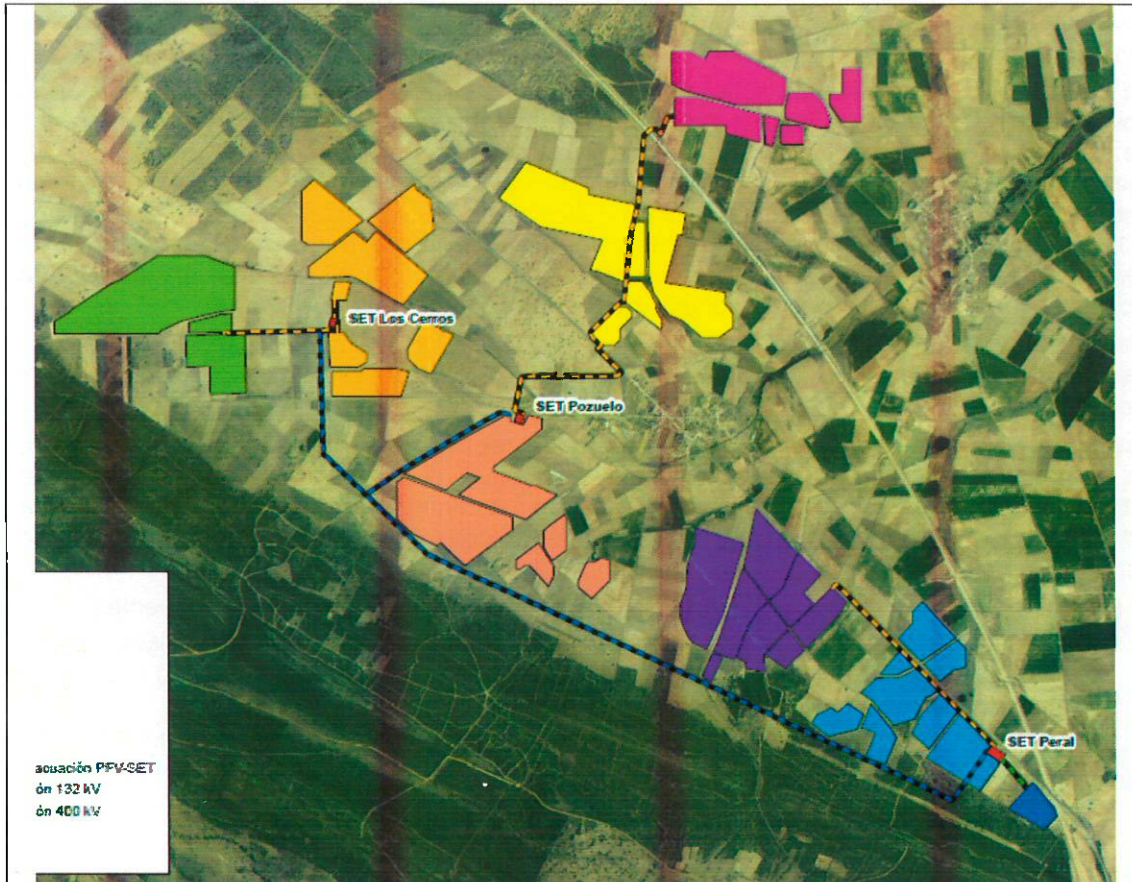 SET Los Cerros
SET Pozuelo
SET Peral
acuación PFV-SET
ón 132 kV
ón 400 kV